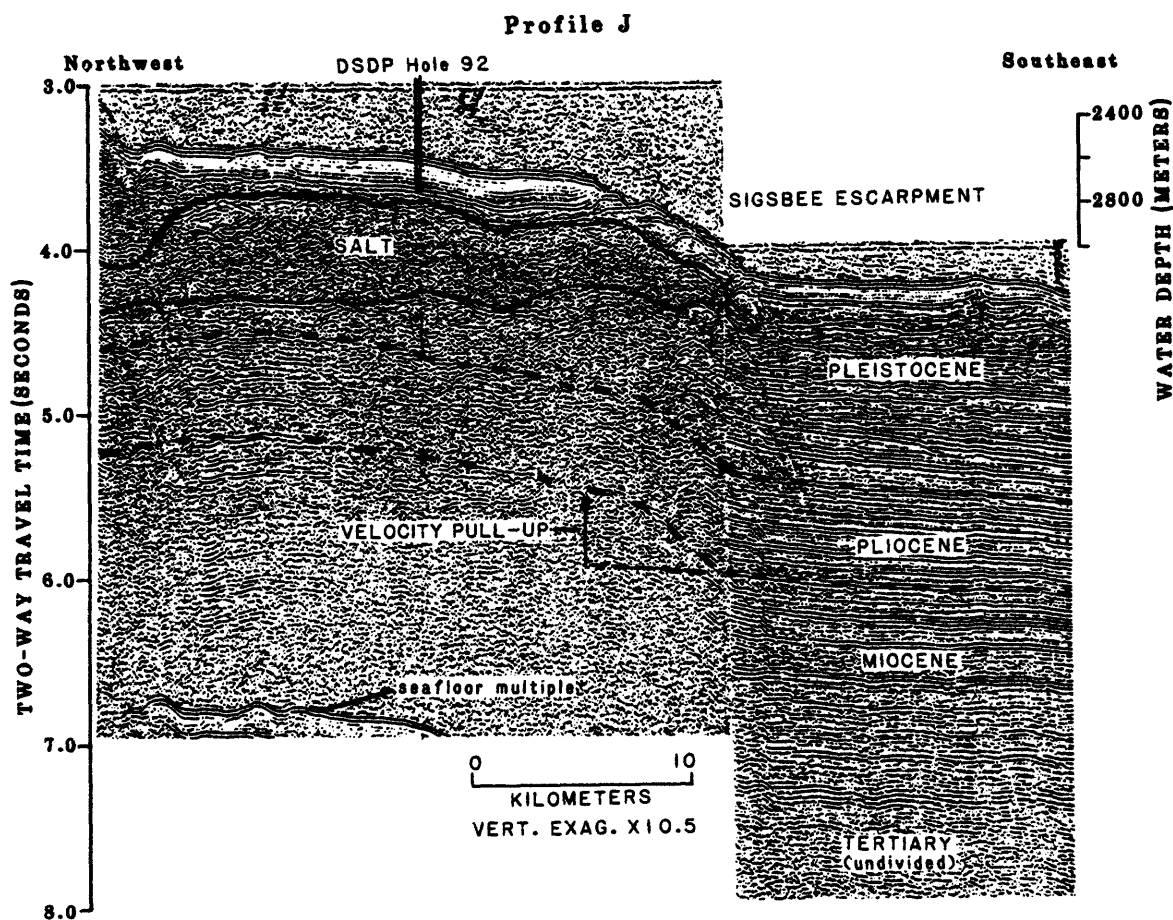 Profile J
Northwest
DSDP Hole 92
Southeast
3.0
2400
SIGSBEE ESCARPMENT
2800
WATER DEPTH (METERS)
4.0
SALT
PLEISTOCENE
TWO-WAY TRAVEL TIME (SECONDS)
5.0
VELOCITY PULL-UP
PLIOCENE
6.0
MIOCENE
seafloor multiple
7.0
0 10
KILOMETERS
VERT. EXAG. X10.5
TERTIARY
(undivided)
8.0